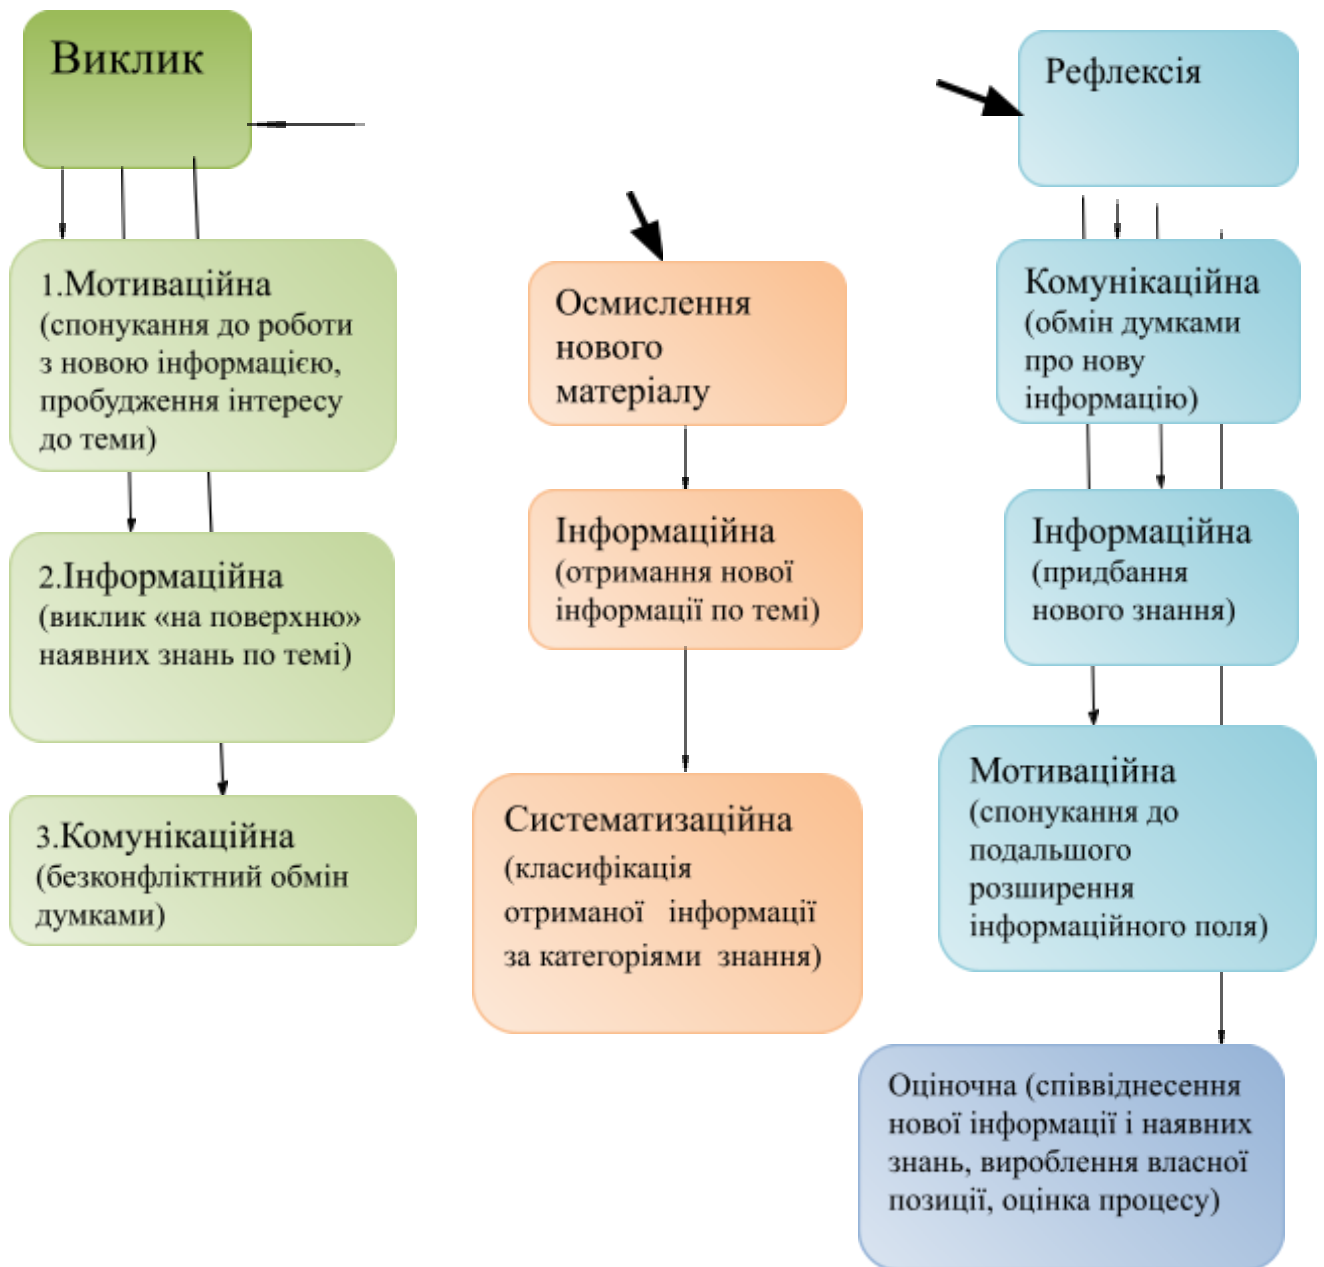 Виклик
1.Мотиваційна
(спонукання до роботи
з новою інформацією,
пробудження інтересу
до теми)
2.Інформаційна
(виклик «на поверхню»
наявних знань по темі)
3.Комунікаційна
(безконфліктний обмін
думками)
Осмислення
нового
матеріалу
Інформаційна
(отримання нової
інформації по темі)
Систематизаційна
(класифікація
отриманої інформації
за категоріями знання)
Рефлексія
Комунікаційна
(обмін думками
про нову
інформацію)
Інформаційна
(придбання
нового знання)
Мотиваційна
(спонукання до
подальшого
розширення
інформаційного поля)
Оціночна (співвіднесення
нової інформації і наявних
знань, вироблення власної
позиції, оцінка процесу)